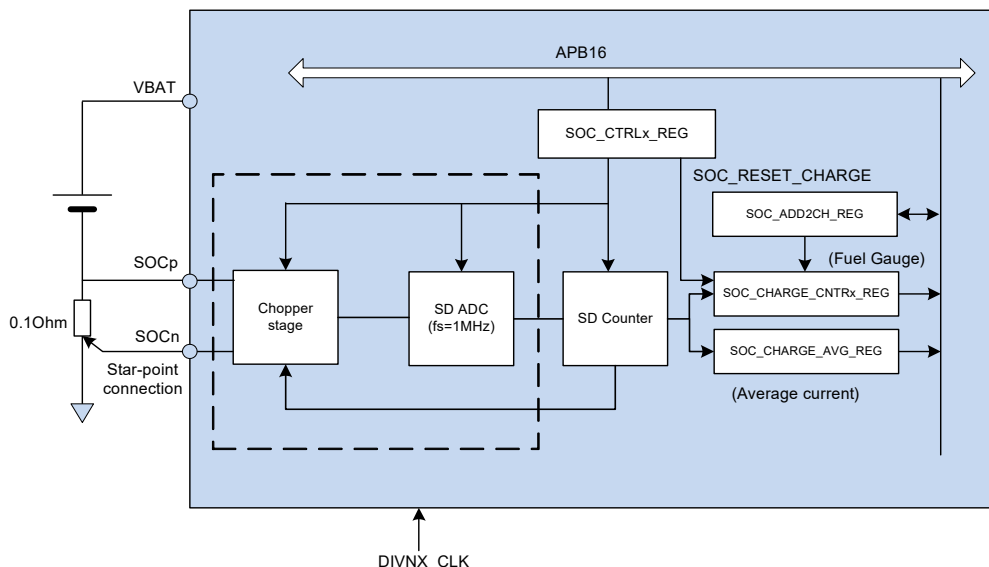 APB16
VBAT
SOC_CTRLx_REG
SOC_RESET_CHARGE
SOC_ADD2CH_REG
(Fuel Gauge)
SOCp
Chopper
stage
SD ADC
(fs=1MHz)
SD Counter
SOC_CHARGE_CNTRx_REG
0.1Ohm
SOCn
SOC_CHARGE_AVG_REG
Star-point
connection
(Average current)
DIVNX_CLK